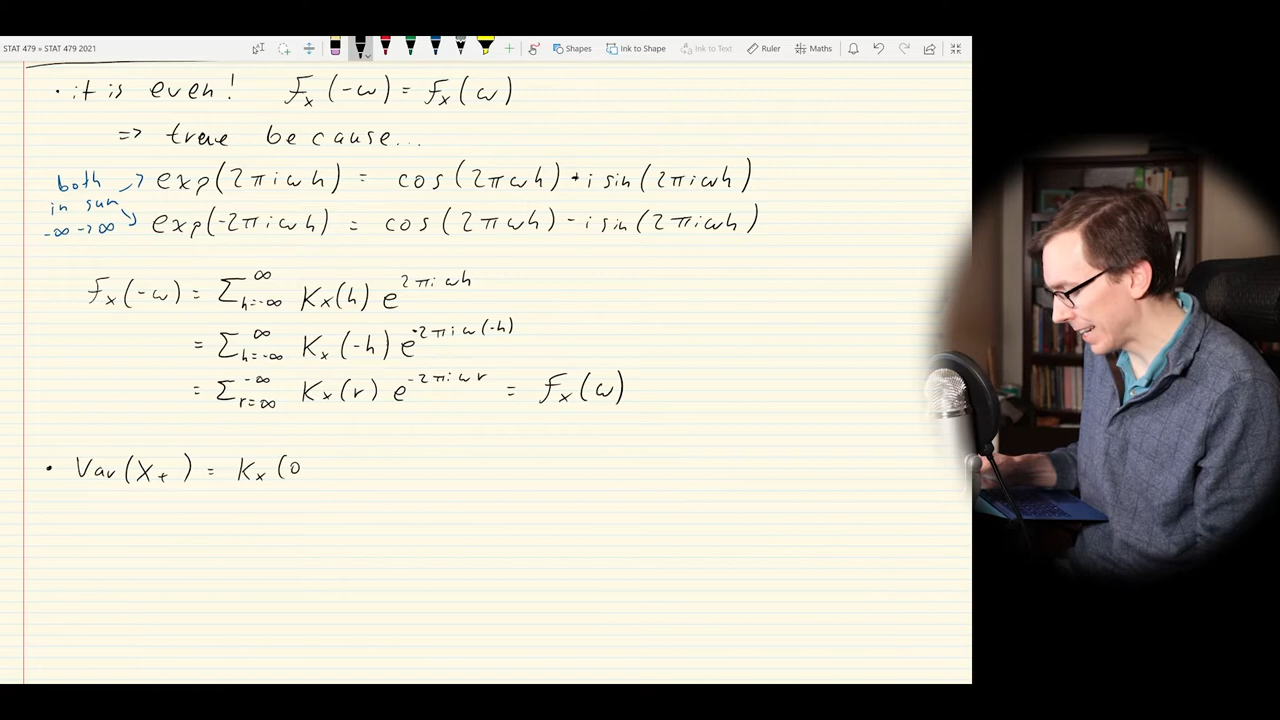 STAT 479 » STAT 479 2021
Shapes Ink to Shape Ink to Text Ruler Maths
· it is even! f_x(-ω) = f_x(ω)
=> true because...
both in sum -∞ -> ∞
exp(2πiωh) = cos(2πωh) + i sin(2πiωh)
exp(-2πiωh) = cos(2πωh) - i sin(2πiωh)
f_x(-ω) = Σ_{h=-∞}^{∞} K_x(h) e^{2πiωh}
= Σ_{h=-∞}^{∞} K_x(-h) e^{-2πiω(-h)}
= Σ_{r=∞}^{-∞} K_x(r) e^{-2πiωr} = f_x(ω)
• Var(X_t) = K_x(0